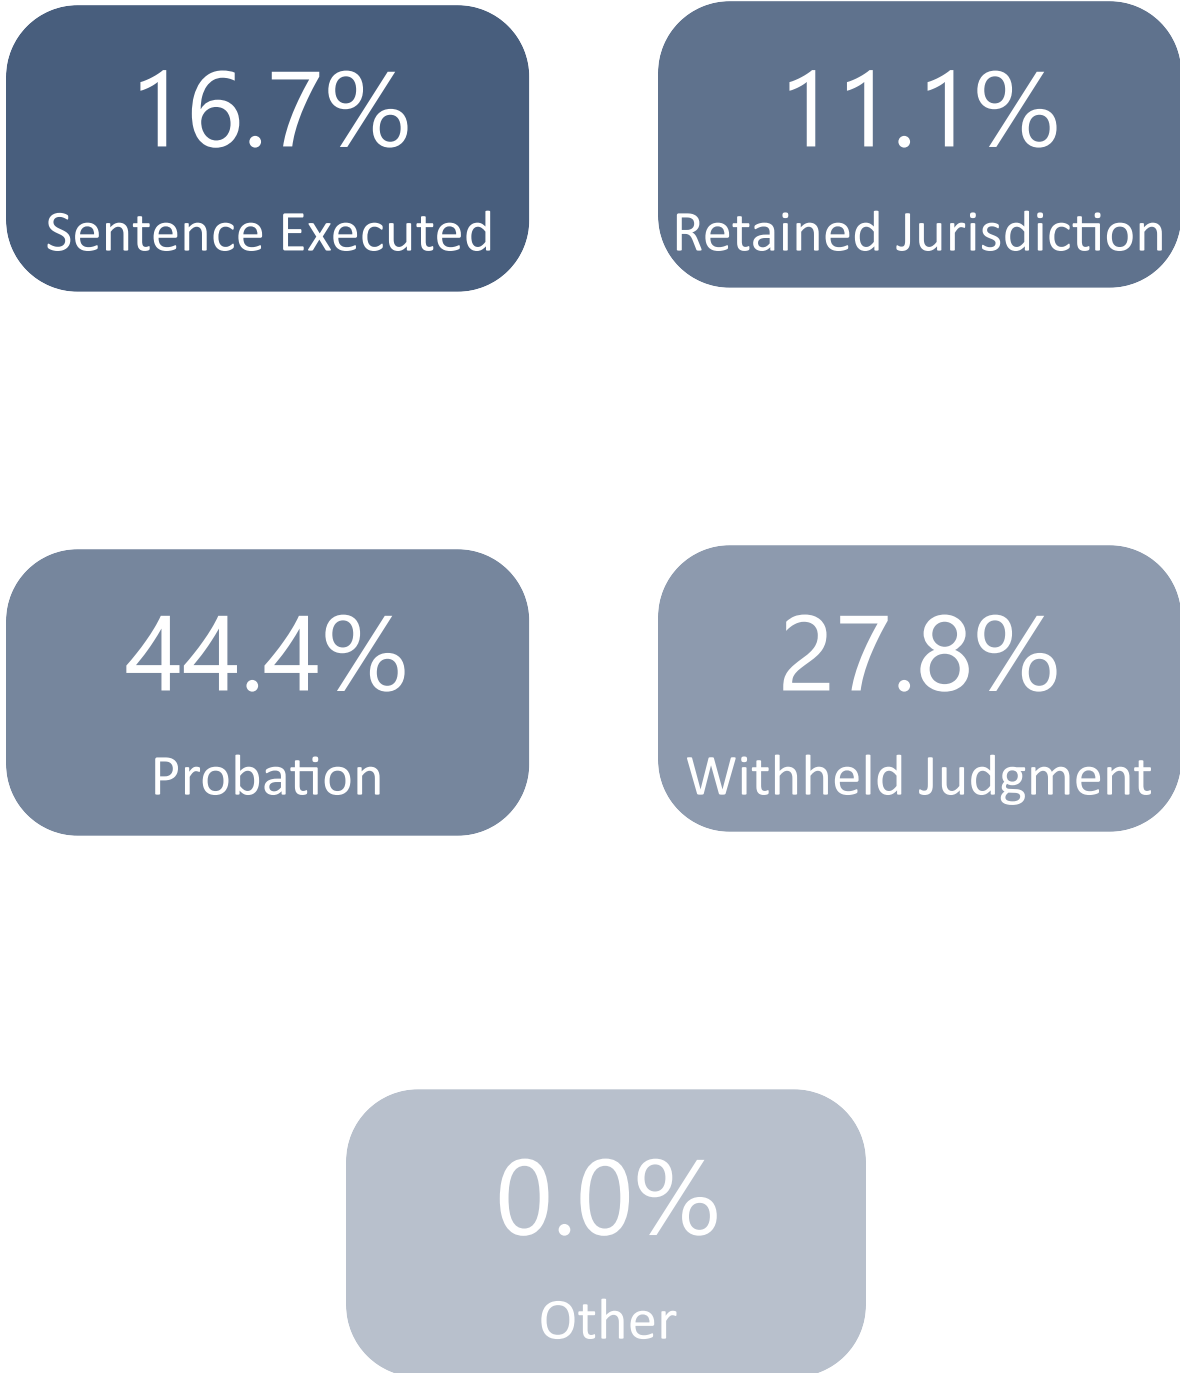 16.7%
Sentence Executed
11.1%
Retained Jurisdiction
44.4%
Probation
27.8%
Withheld Judgment
0.0%
Other